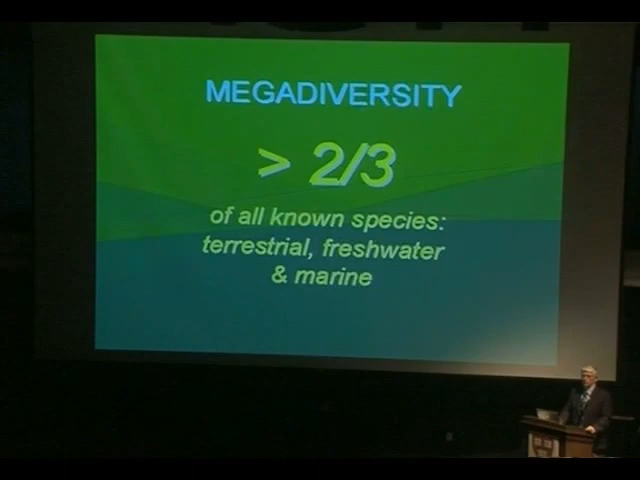 MEGADIVERSITY
> 2/3
of all known species:
terrestrial, freshwater
& marine